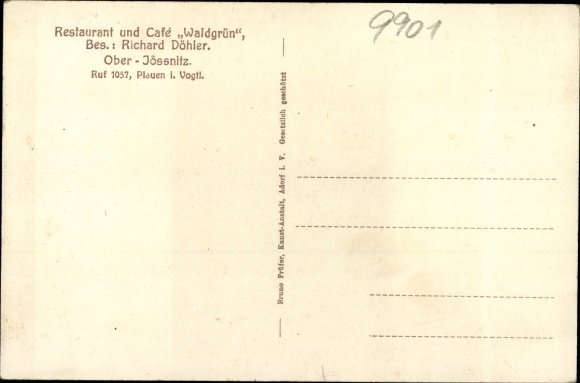 Restaurant und Café „Waldgrün“,
Bes.: Richard Döhler.
Ober - Jössnitz.
Ruf 1057, Plauen i. Vogtl.
9901
Bruno Prüfer, Kunst-Anstalt, Adorf i. V. Gesetzlich geschützt